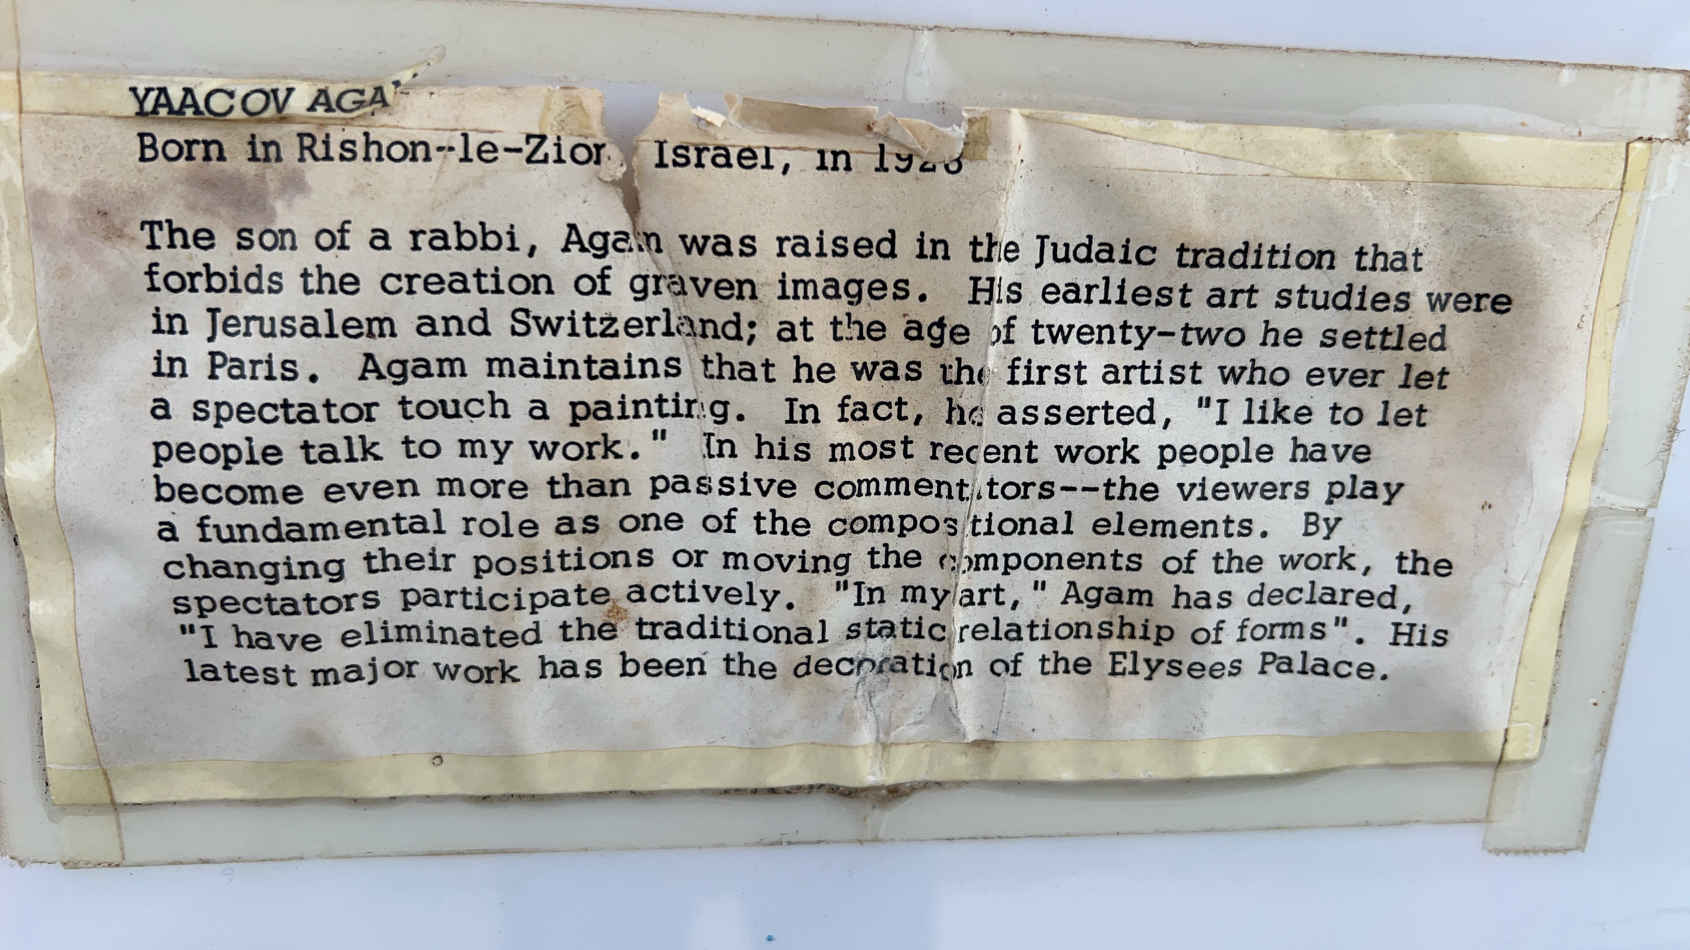 YAACOV AGA
Born in Rishon-le-Zion, Israel, in 1928
The son of a rabbi, Agam was raised in the Judaic tradition that
forbids the creation of graven images. His earliest art studies were
in Jerusalem and Switzerland; at the age of twenty-two he settled
in Paris. Agam maintains that he was the first artist who ever let
a spectator touch a painting. In fact, he asserted, "I like to let
people talk to my work." In his most recent work people have
become even more than passive commentators--the viewers play
a fundamental role as one of the compositional elements. By
changing their positions or moving the components of the work, the
spectators participate actively. "In my art," Agam has declared,
"I have eliminated the traditional static relationship of forms". His
latest major work has been the decoration of the Elysees Palace.